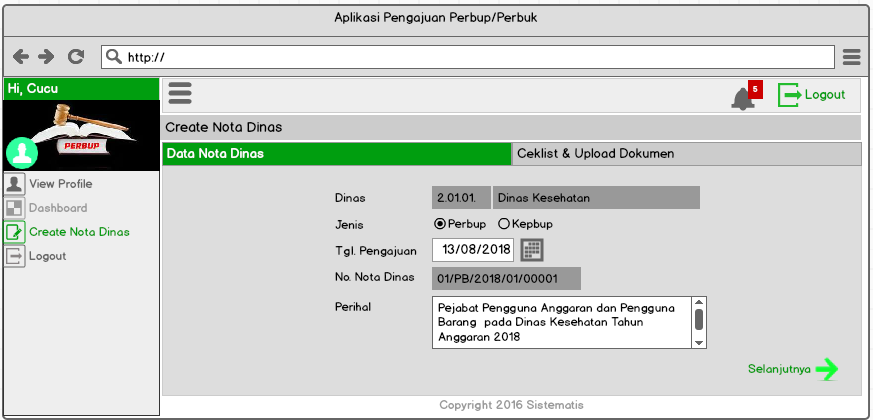 Aplikasi Pengajuan Perbup/Perbuk
http://
Hi, Cucu
5
Logout
PERBUP
Create Nota Dinas
Data Nota Dinas
Ceklist & Upload Dokumen
View Profile
Dashboard
Create Nota Dinas
Logout
Dinas 2.01.01. Dinas Kesehatan
Jenis Perbup Kepbup
Tgl. Pengajuan 13/08/2018
No. Nota Dinas 01/PB/2018/01/00001
Perihal Pejabat Pengguna Anggaran dan Pengguna
Barang pada Dinas Kesehatan Tahun
Anggaran 2018
Selanjutnya
Copyright 2016 Sistematis